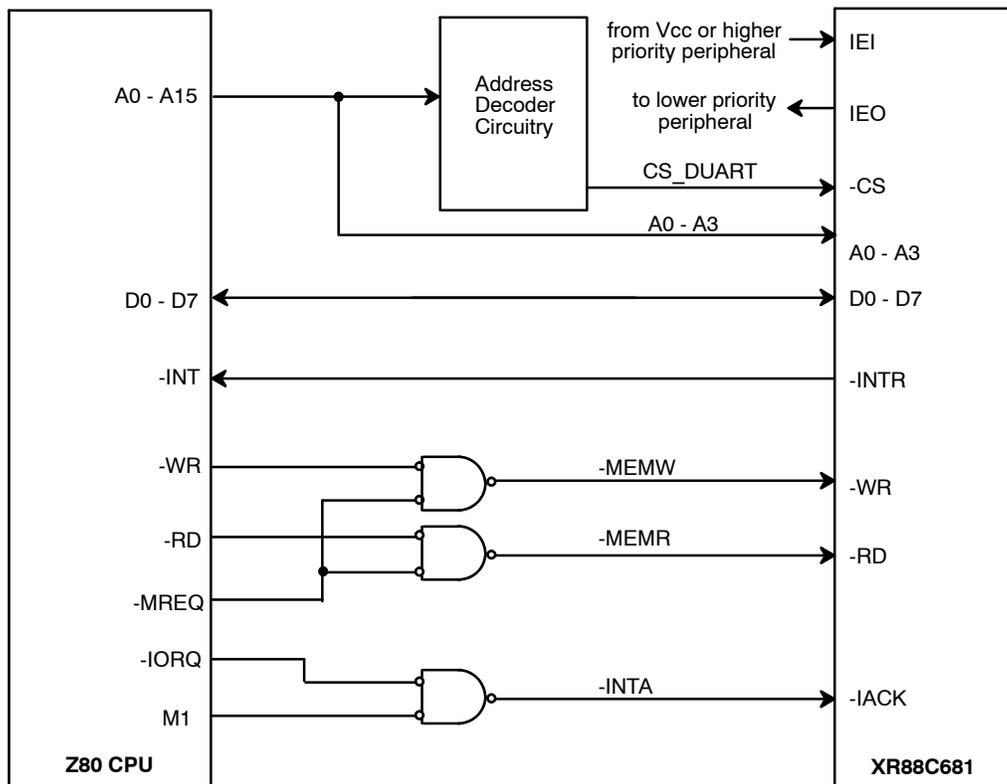 from Vcc or higher
priority peripheral
IEI
A0 - A15
Address
Decoder
Circuitry
to lower priority
peripheral
IEO
CS_DUART
-CS
A0 - A3
A0 - A3
D0 - D7
D0 - D7
-INT
-INTR
-WR
-MEMW
-WR
-RD
-MEMR
-RD
-MREQ
-IORQ
-INTA
-IACK
M1
Z80 CPU
XR88C681